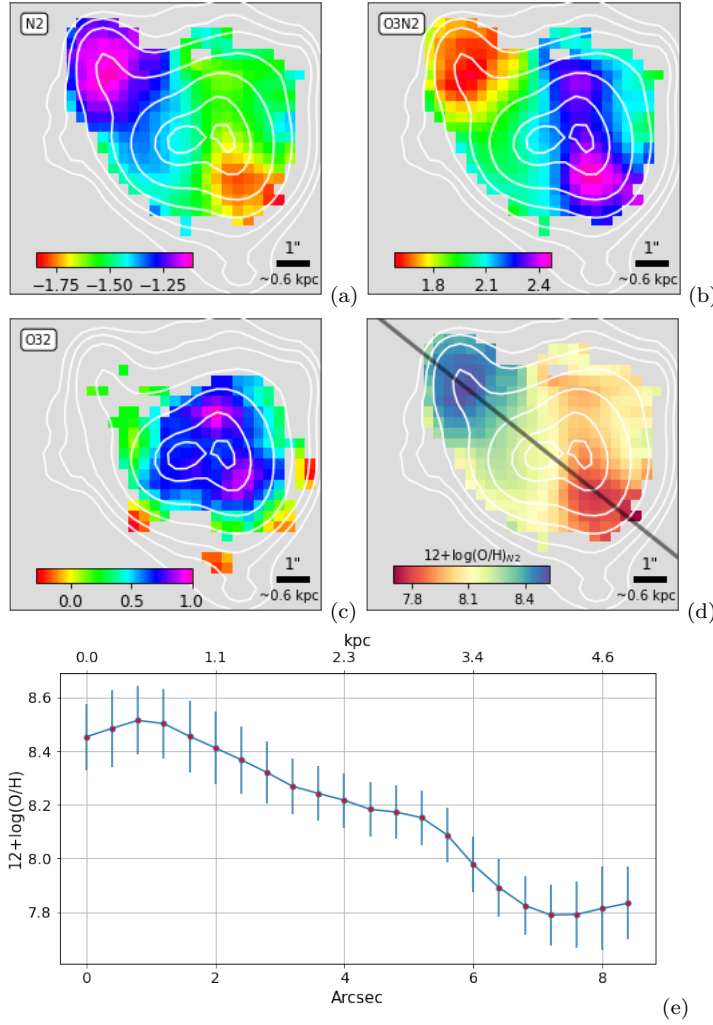 N2
O3N2
1"
1"
−1.75 −1.50 −1.25
~0.6 kpc
(a)
1.8 2.1 2.4
~0.6 kpc
(b)
O32
1"
12+log(O/H)N2
1"
0.0 0.5 1.0
~0.6 kpc
(c)
7.8 8.1 8.4
~0.6 kpc
(d)
kpc
0.0 1.1 2.3 3.4 4.6
8.6
8.4
8.2
8.0
7.8
12+log(O/H)
0 2 4 6 8
Arcsec
(e)